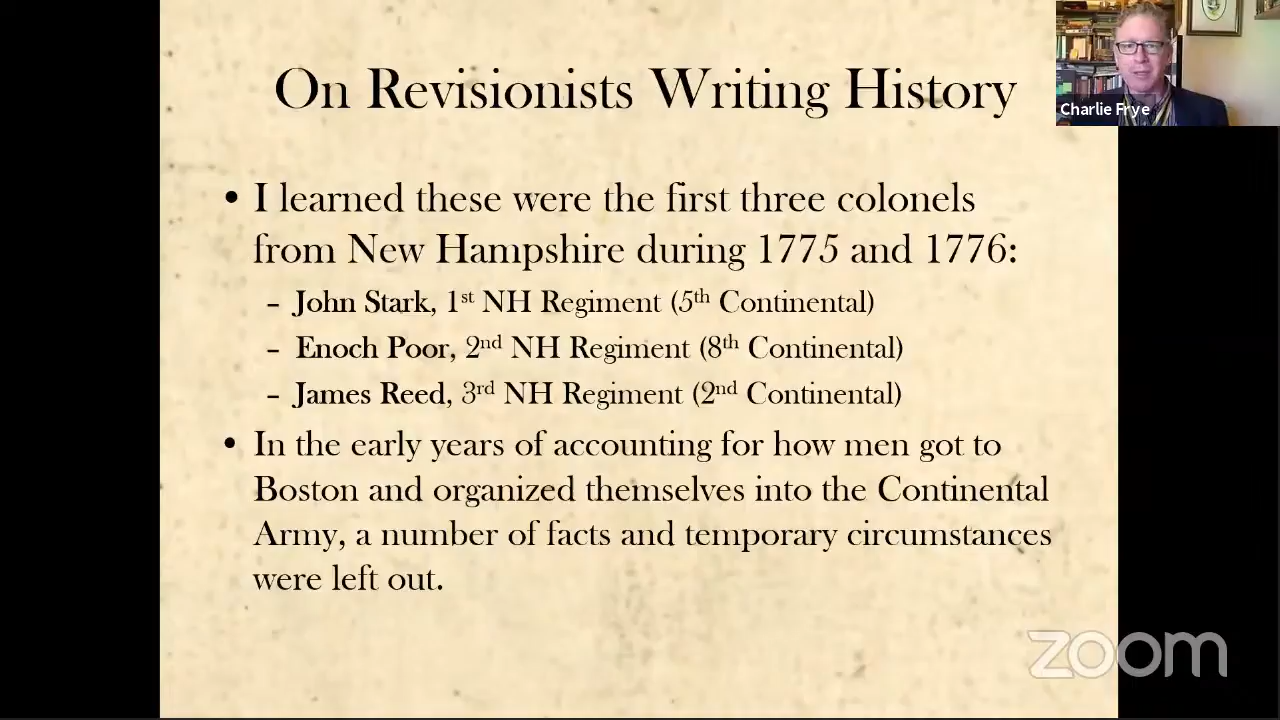 On Revisionists Writing History
Charlie Frye
• I learned these were the first three colonels
from New Hampshire during 1775 and 1776:
– John Stark, 1st NH Regiment (5th Continental)
– Enoch Poor, 2nd NH Regiment (8th Continental)
– James Reed, 3rd NH Regiment (2nd Continental)
• In the early years of accounting for how men got to
Boston and organized themselves into the Continental
Army, a number of facts and temporary circumstances
were left out.
zoom